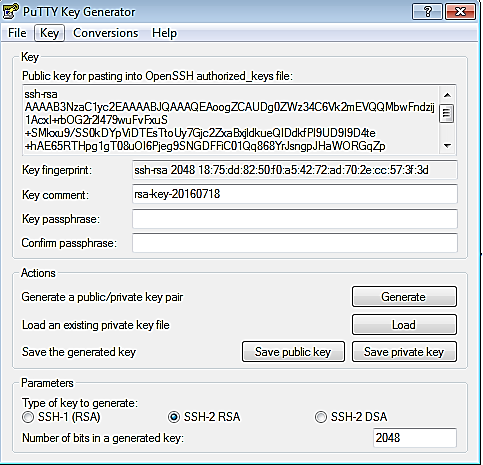 PuTTY Key Generator
File Key Conversions Help
Key
Public key for pasting into OpenSSH authorized_keys file:
ssh-rsa
AAAAB3NzaC1yc2EAAAABJQAAAQEAoogZCAUDg0ZWz34C6Vk2mEVQQMbwFndzij
1Acxl+rbOG2r2l479wuFvFxuS
+SMkxu9/SS0kDYpViDTEsTtoUy7Gjc2ZxaBxjldkueQIDdkfPl9UD9I9D4te
+hAE65RTHpg1gT08uOI6Pjeg9SNGDFFiC01Qq868YrJsngpJHaWORGqZp
Key fingerprint: ssh-rsa 2048 18:75:dd:82:50:f0:a5:42:72:ad:70:2e:cc:57:3f:3d
Key comment: rsa-key-20160718
Key passphrase:
Confirm passphrase:
Actions
Generate a public/private key pair Generate
Load an existing private key file Load
Save the generated key Save public key Save private key
Parameters
Type of key to generate:
SSH-1 (RSA) SSH-2 RSA SSH-2 DSA
Number of bits in a generated key: 2048